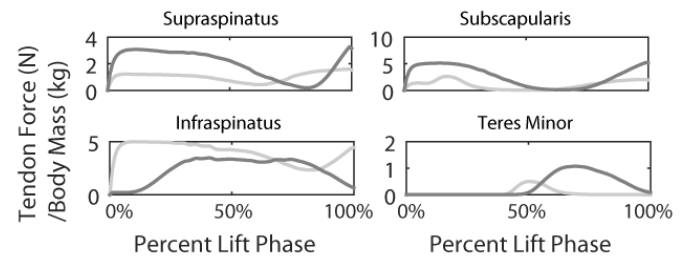 Supraspinatus
Subscapularis
4
2
0
10
5
0
Infraspinatus
Teres Minor
5
0
2
1
0
0%
50%
100%
0%
50%
100%
Percent Lift Phase
Percent Lift Phase
Tendon Force (N)
/Body Mass (kg)